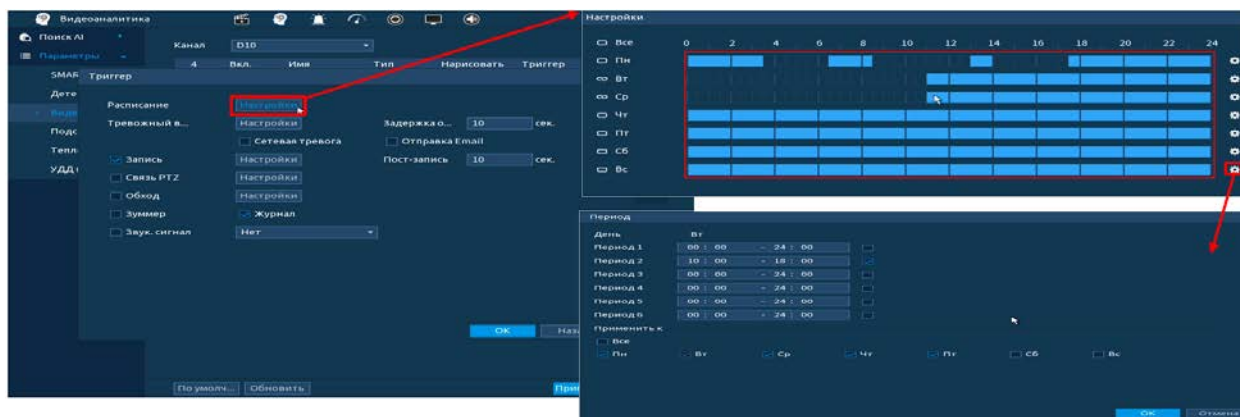 Видеоаналитика
Поиск AI
Параметры
Канал D10
4 Вкл. Имя Тип Нарисовать Триггер
SMAR
Триггер
Дете
Расписание Настройки
Тревожный в... Настройки Задержка о... 10 сек.
Подс
Сетевая тревога Отправка Email
Тепл
Запись Настройки Пост-запись 10 сек.
УДД
Связь PTZ Настройки
Обход Настройки
Зуммер Журнал
Звук. сигнал Нет
ОК Наза
По умолч... Обновить При
Настройки
Все 0 2 4 6 8 10 12 14 16 18 20 22 24
Пн
Вт
Ср
Чт
Пт
Сб
Вс
Период
День Вт
Период 1 00 : 00 - 24 : 00
Период 2 10 : 00 - 18 : 00
Период 3 00 : 00 - 24 : 00
Период 4 00 : 00 - 24 : 00
Период 5 00 : 00 - 24 : 00
Период 6 00 : 00 - 24 : 00
Применить к
Все
Пн Вт Ср Чт Пт Сб Вс
ОК Отмена